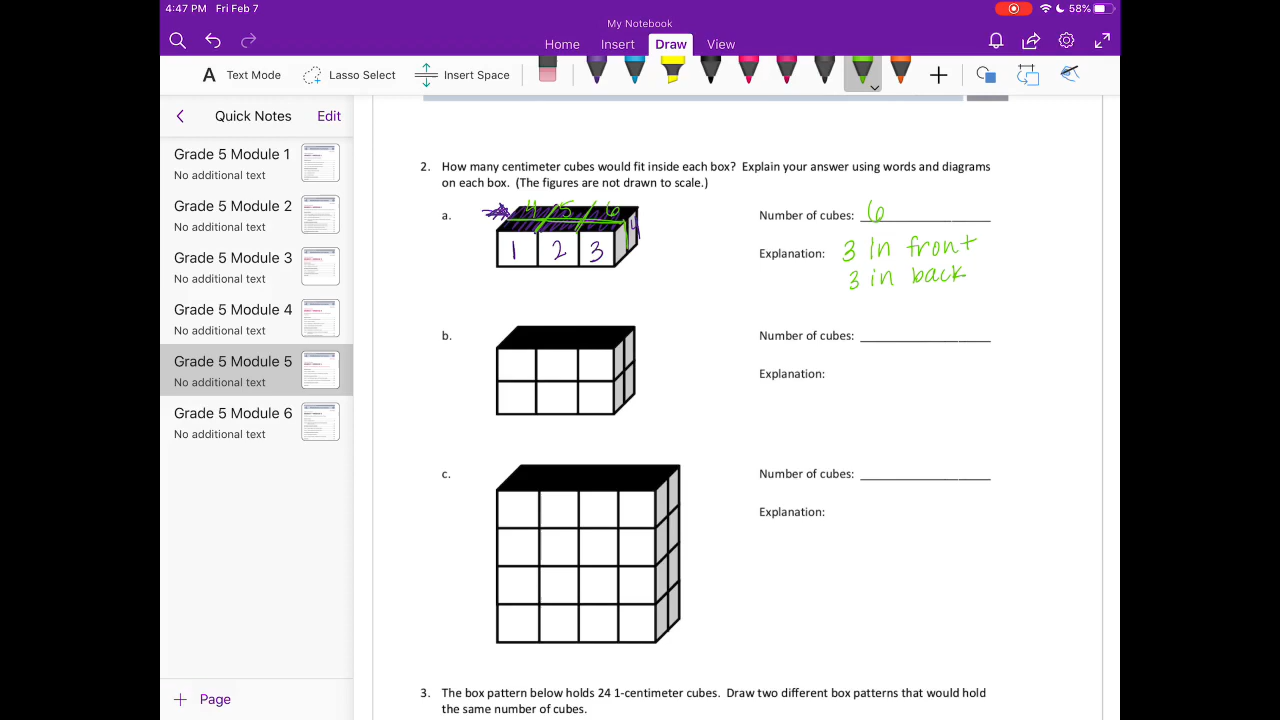 4:47 PM Fri Feb 7
58%
My Notebook
Home Insert Draw View
A Text Mode Lasso Select Insert Space
Quick Notes Edit
Grade 5 Module 1
No additional text
Grade 5 Module 2
No additional text
Grade 5 Module 3
No additional text
Grade 5 Module 4
No additional text
Grade 5 Module 5
No additional text
Grade 5 Module 6
No additional text
Page
2. How many centimeter cubes would fit inside each box? Explain your answer using words and diagrams
on each box. (The figures are not drawn to scale.)
a.
4 5 6
1 2 3 4
Number of cubes: 6
Explanation: 3 in front
3 in back
b.
Number of cubes:
Explanation:
c.
Number of cubes:
Explanation:
3. The box pattern below holds 24 1-centimeter cubes. Draw two different box patterns that would hold
the same number of cubes.